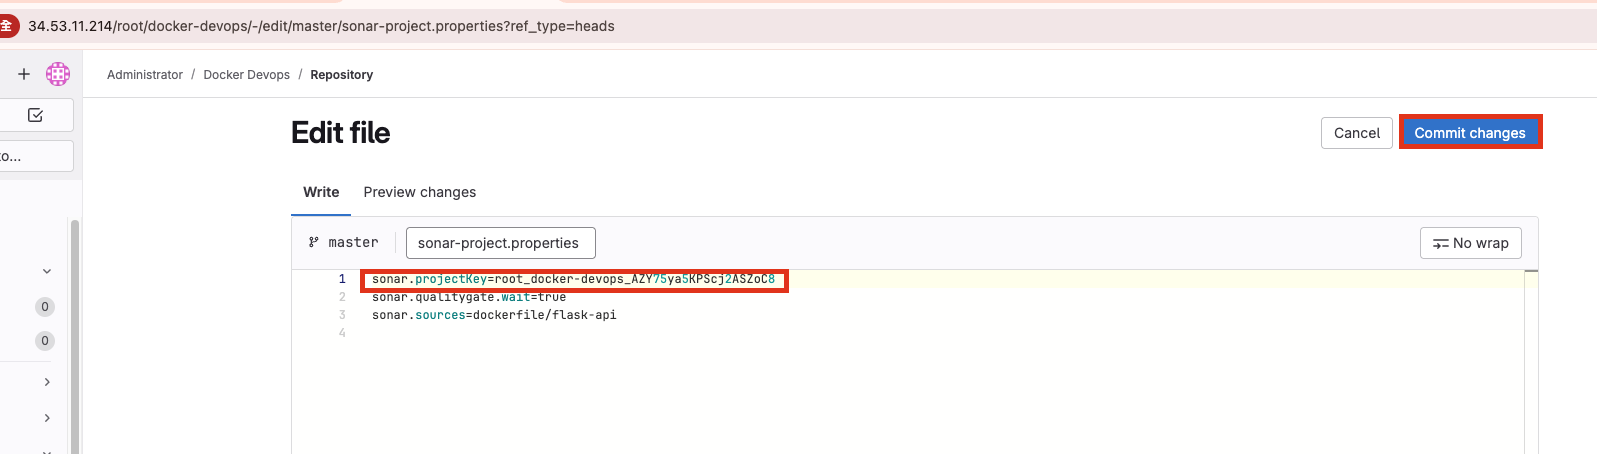 全 34.53.11.214/root/docker-devops/-/edit/master/sonar-project.properties?ref_type=heads
Administrator / Docker Devops / Repository
to...
0
0
Edit file
Cancel
Commit changes
Write Preview changes
master sonar-project.properties No wrap
1 sonar.projectKey=root_docker-devops_AZY75ya5KPScj2ASZoC8
2 sonar.qualitygate.wait=true
3 sonar.sources=dockerfile/flask-api
4